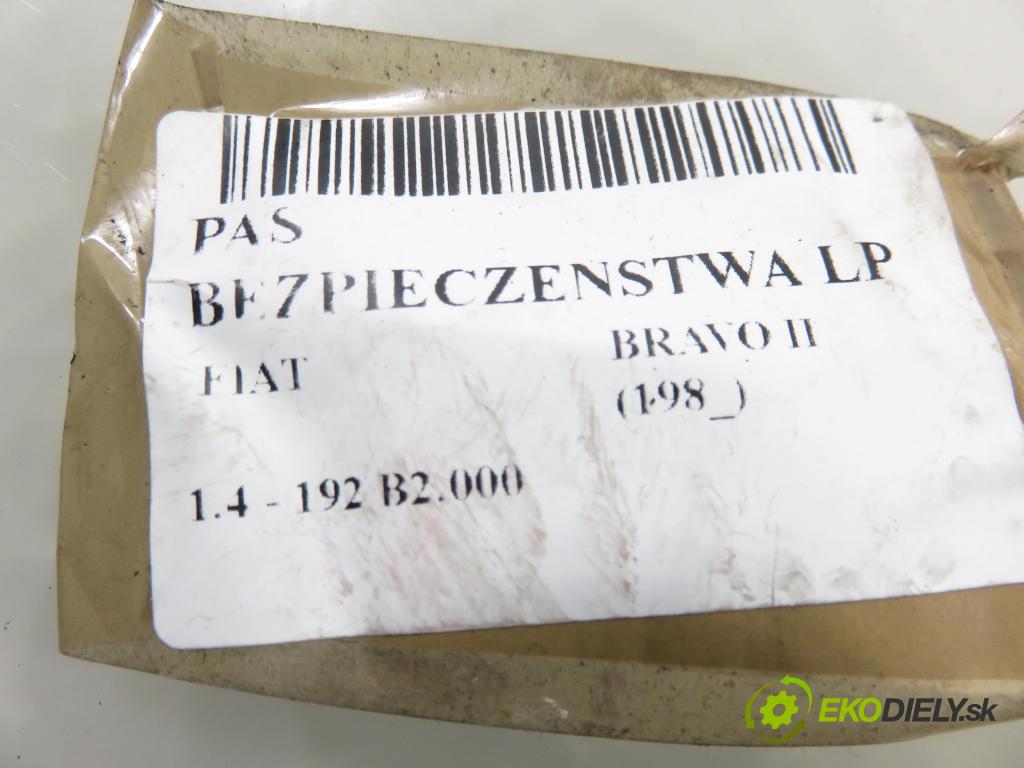 PAS
BEZPIECZENSTWA LP
FIAT
BRAVO II
(198_)
1.4 - 192 B2.000
EKODIELY.sk